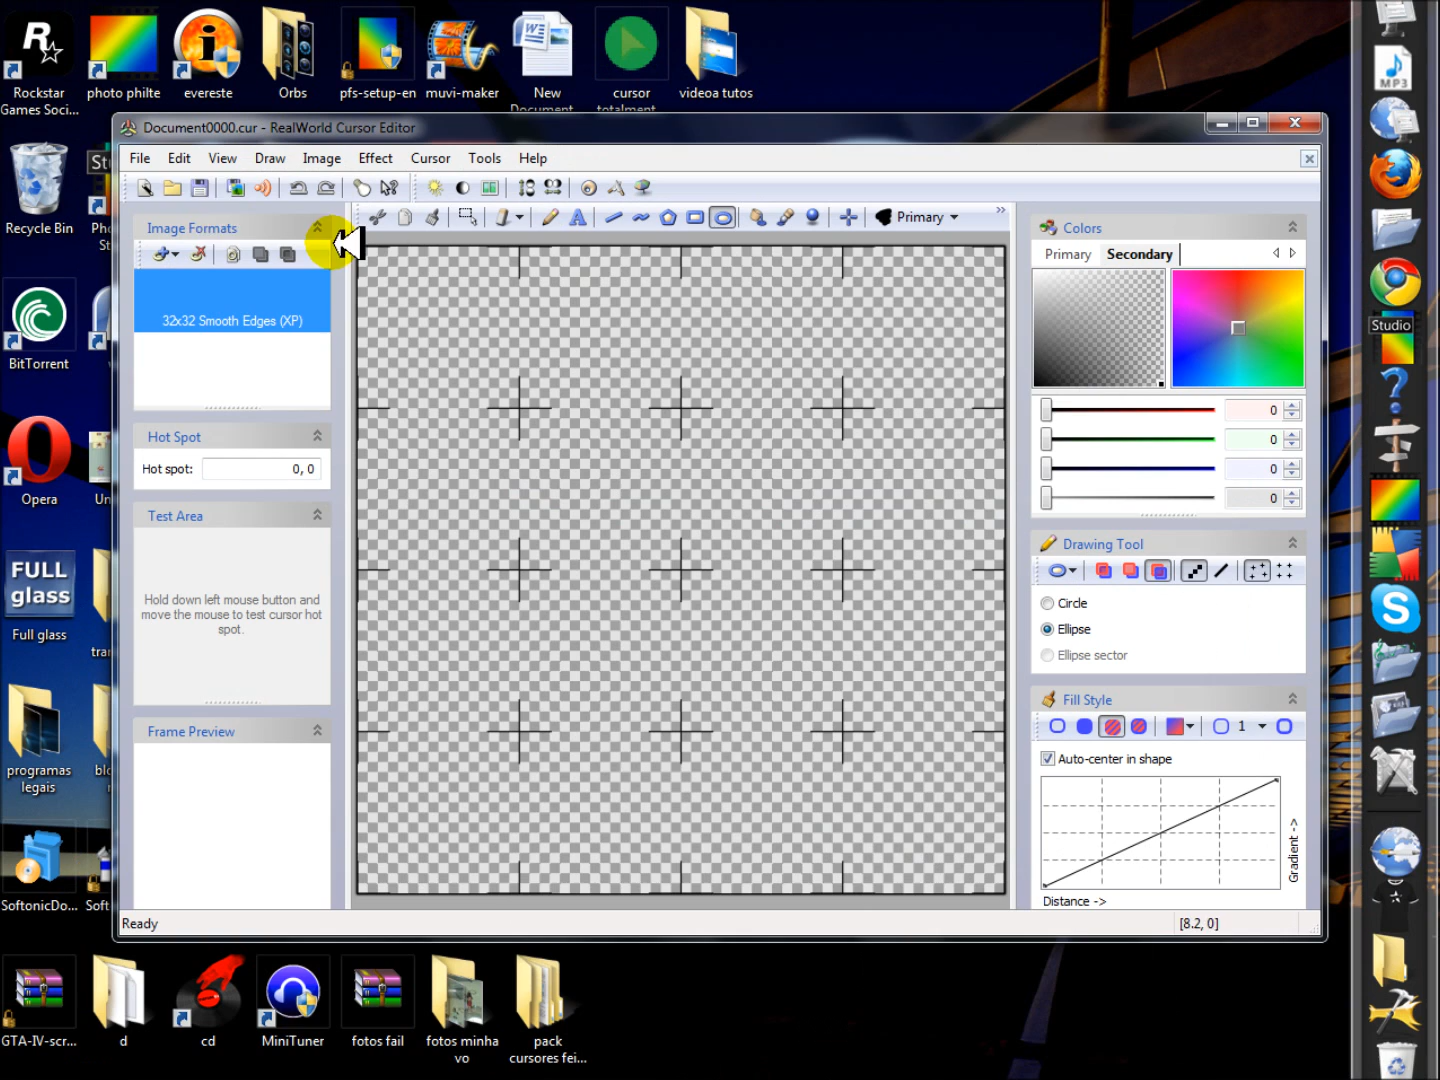 Rockstar
Games Soci...
photo philte
evereste
Orbs
pfs-setup-en
muvi-maker
New
Document
cursor
totalment
videoa tutos
MP3
Document0000.cur - RealWorld Cursor Editor
File Edit View Draw Image Effect Cursor Tools Help
Recycle Bin
Primary
Image Formats
32x32 Smooth Edges (XP)
Hot Spot
Hot spot: 0, 0
Test Area
Hold down left mouse button and
move the mouse to test cursor hot
spot.
Frame Preview
Colors
Primary Secondary
0
0
0
0
Drawing Tool
Circle
Ellipse
Ellipse sector
Fill Style
1
Auto-center in shape
Gradient ->
Distance ->
Ready
[8.2, 0]
BitTorrent
Opera
Un
FULL
glass
Full glass
tran
programas
legais
SoftonicDo...
Studio
GTA-IV-scr...
d
cd
MiniTuner
fotos fail
fotos minha
vo
pack
cursores fei...